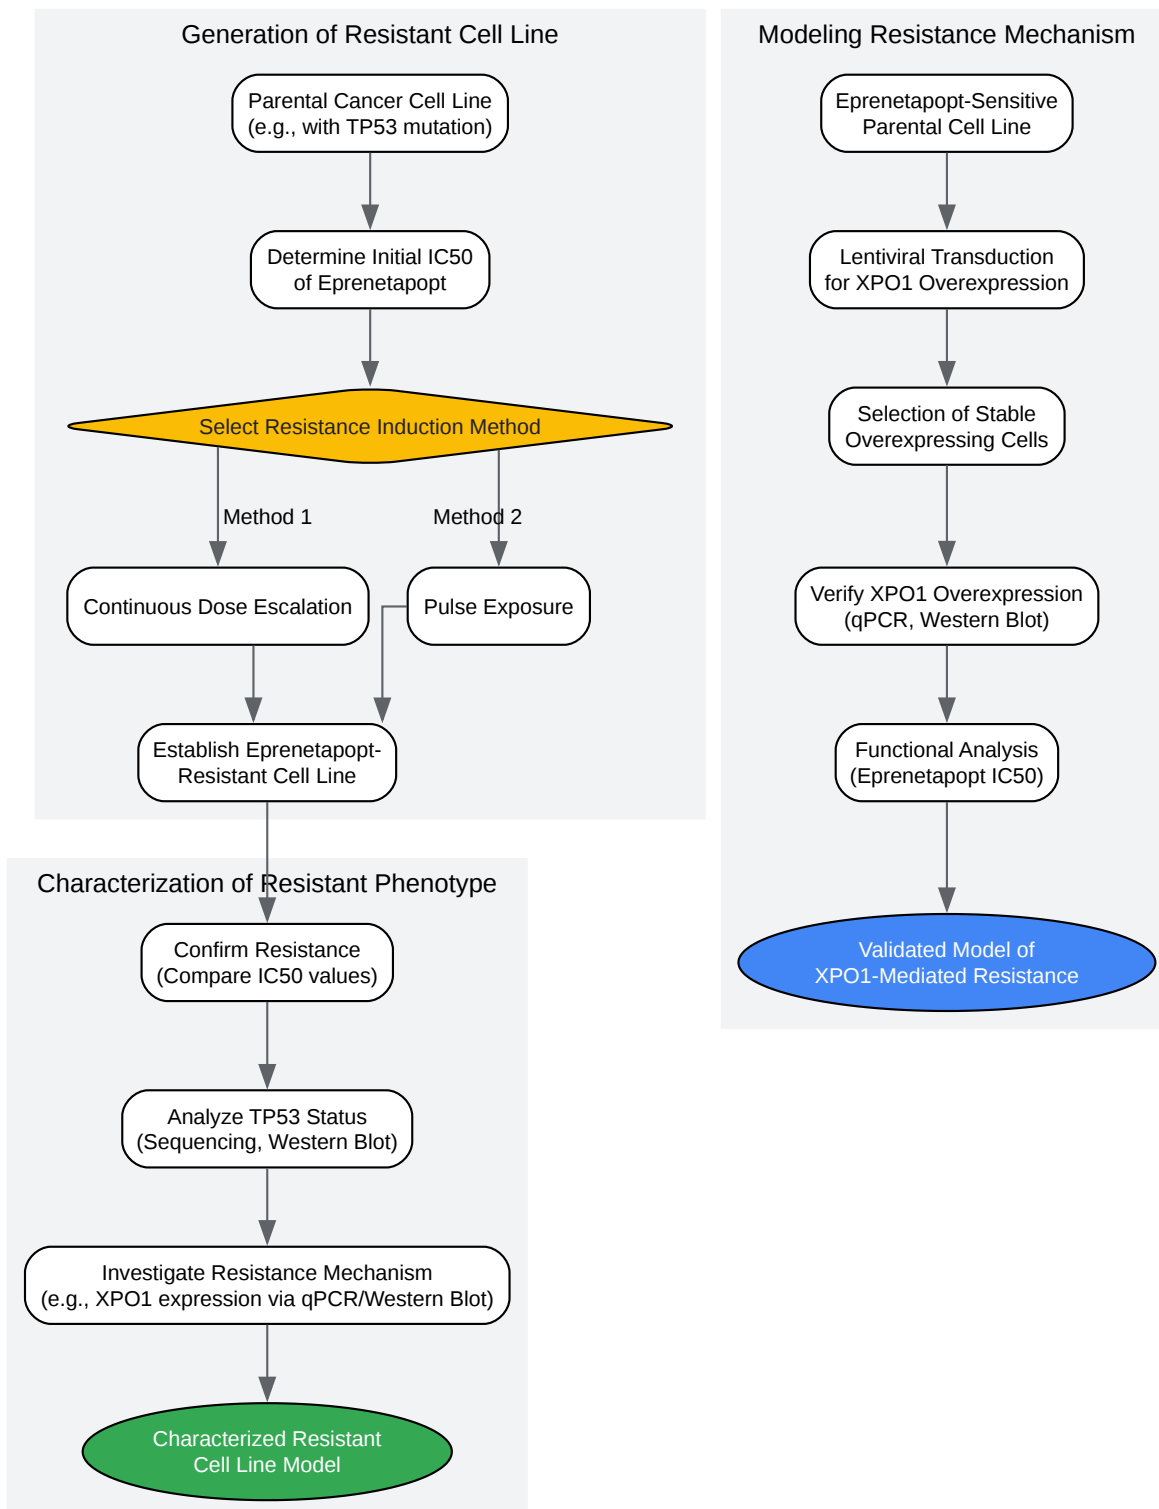 Generation of Resistant Cell Line
Parental Cancer Cell Line
(e.g., with TP53 mutation)
Determine Initial IC50
of Eprenetapopt
Select Resistance Induction Method
Method 1
Method 2
Continuous Dose Escalation
Pulse Exposure
Establish Eprenetapopt-
Resistant Cell Line
Characterization of Resistant Phenotype
Confirm Resistance
(Compare IC50 values)
Analyze TP53 Status
(Sequencing, Western Blot)
Investigate Resistance Mechanism
(e.g., XPO1 expression via qPCR/Western Blot)
Characterized Resistant
Cell Line Model
Modeling Resistance Mechanism
Eprenetapopt-Sensitive
Parental Cell Line
Lentiviral Transduction
for XPO1 Overexpression
Selection of Stable
Overexpressing Cells
Verify XPO1 Overexpression
(qPCR, Western Blot)
Functional Analysis
(Eprenetapopt IC50)
Validated Model of
XPO1-Mediated Resistance